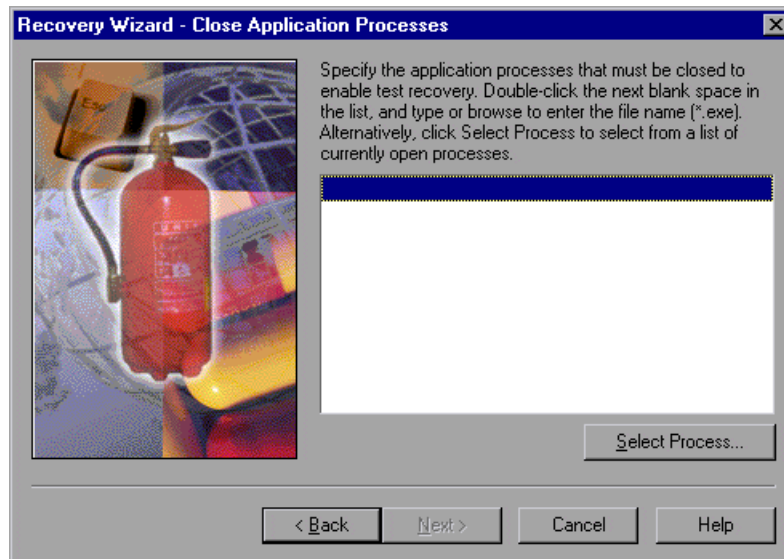 Recovery Wizard - Close Application Processes
Specify the application processes that must be closed to
enable test recovery. Double-click the next blank space in
the list, and type or browse to enter the file name (*.exe).
Alternatively, click Select Process to select from a list of
currently open processes.
Esc
Select Process...
< Back
Next >
Cancel
Help